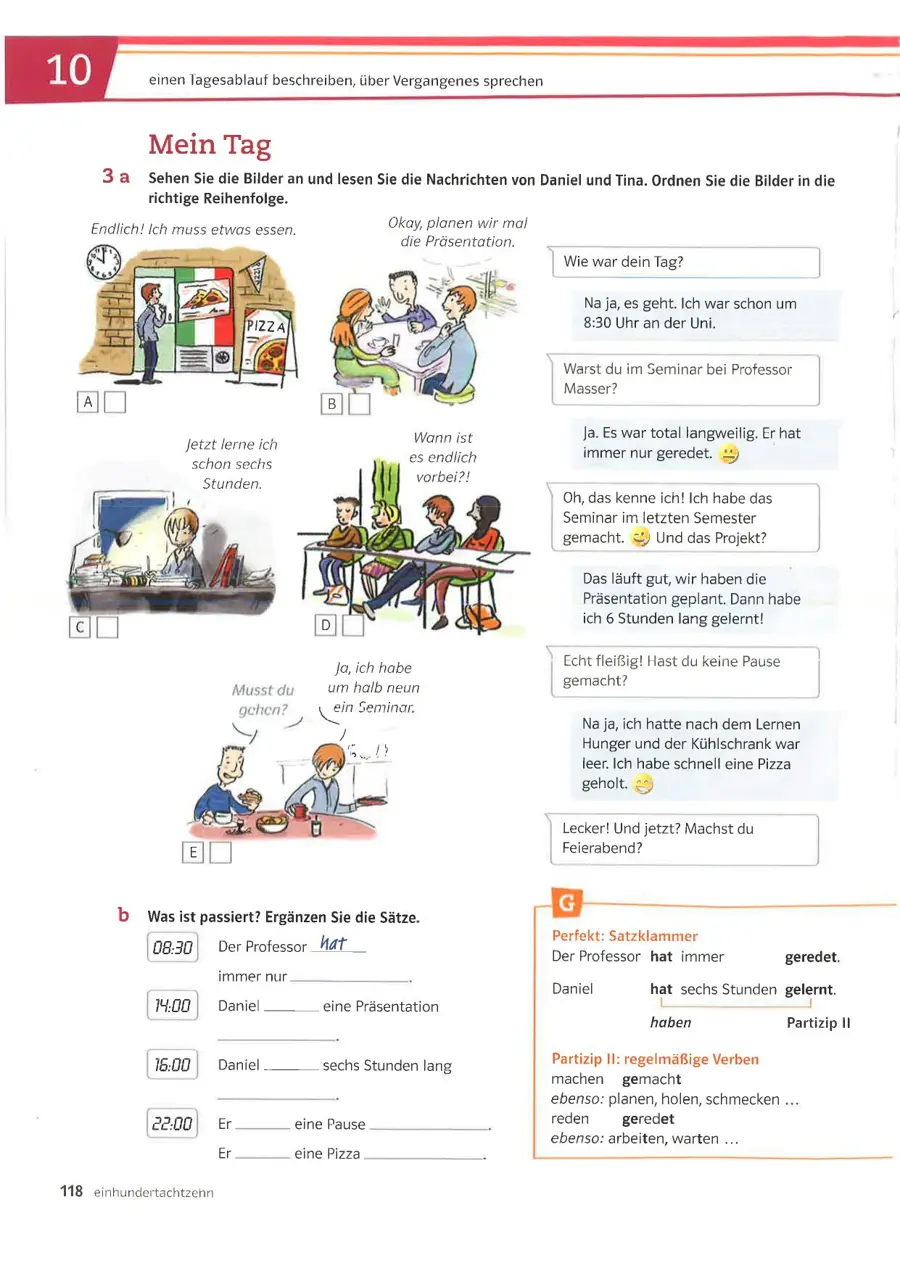 10
einen Tagesablauf beschreiben, über Vergangenes sprechen
Mein Tag
3 a Sehen Sie die Bilder an und lesen Sie die Nachrichten von Daniel und Tina. Ordnen Sie die Bilder in die
richtige Reihenfolge.
Endlich! Ich muss etwas essen.
PIZZA
A
Okay, planen wir mal
die Präsentation.
B
Jetzt lerne ich
schon sechs
Stunden.
C
Wann ist
es endlich
vorbei?!
D
Musst du
gehen?
Ja, ich habe
um halb neun
ein Seminar.
E
Wie war dein Tag?
Na ja, es geht. Ich war schon um
8:30 Uhr an der Uni.
Warst du im Seminar bei Professor
Masser?
Ja. Es war total langweilig. Er hat
immer nur geredet.
Oh, das kenne ich! Ich habe das
Seminar im letzten Semester
gemacht. Und das Projekt?
Das läuft gut, wir haben die
Präsentation geplant. Dann habe
ich 6 Stunden lang gelernt!
Echt fleißig! Hast du keine Pause
gemacht?
Na ja, ich hatte nach dem Lernen
Hunger und der Kühlschrank war
leer. Ich habe schnell eine Pizza
geholt.
Lecker! Und jetzt? Machst du
Feierabend?
b Was ist passiert? Ergänzen Sie die Sätze.
08:30 Der Professor hat
immer nur ______.
14:00 Daniel ______ eine Präsentation
______.
16:00 Daniel ______ sechs Stunden lang
______.
22:00 Er ______ eine Pause ______.
Er ______ eine Pizza ______.
G
Perfekt: Satzklammer
Der Professor hat immer geredet.
Daniel hat sechs Stunden gelernt.
haben Partizip II
Partizip II: regelmäßige Verben
machen gemacht
ebenso: planen, holen, schmecken ...
reden geredet
ebenso: arbeiten, warten ...
118 einhundertachtzehn